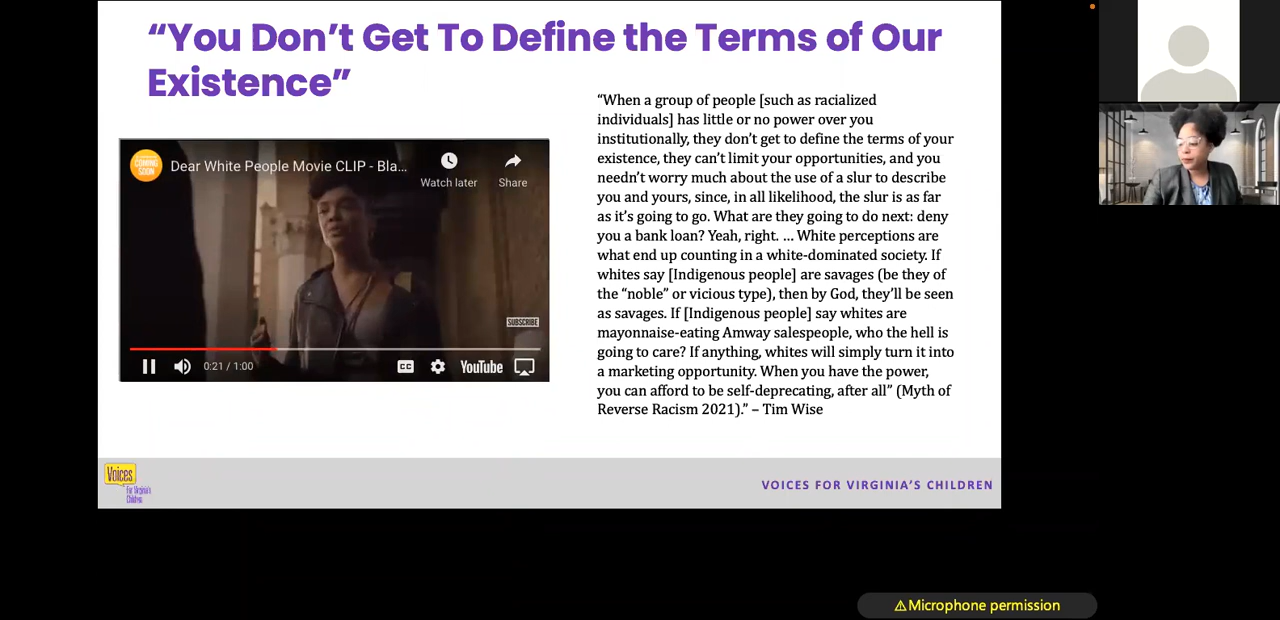 “You Don’t Get To Define the Terms of Our
Existence”
COMING
SOON
Dear White People Movie CLIP - Bla...
Watch later
Share
SUBSCRIBE
0:21 / 1:00
CC
YouTube
“When a group of people [such as racialized
individuals] has little or no power over you
institutionally, they don’t get to define the terms of your
existence, they can’t limit your opportunities, and you
needn’t worry much about the use of a slur to describe
you and yours, since, in all likelihood, the slur is as far
as it’s going to go. What are they going to do next: deny
you a bank loan? Yeah, right. … White perceptions are
what end up counting in a white-dominated society. If
whites say [Indigenous people] are savages (be they of
the “noble” or vicious type), then by God, they’ll be seen
as savages. If [Indigenous people] say whites are
mayonnaise-eating Amway salespeople, who the hell is
going to care? If anything, whites will simply turn it into
a marketing opportunity. When you have the power,
you can afford to be self-deprecating, after all” (Myth of
Reverse Racism 2021).” – Tim Wise
Voices
For Virginia's
Children
VOICES FOR VIRGINIA’S CHILDREN
Microphone permission